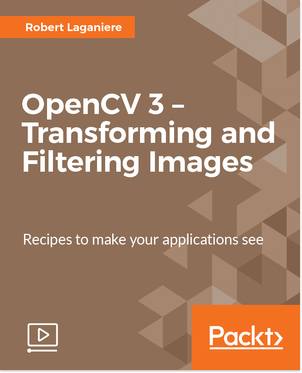 Robert Laganiere
OpenCV 3 –
Transforming and
Filtering Images
Recipes to make your applications see
Packt>